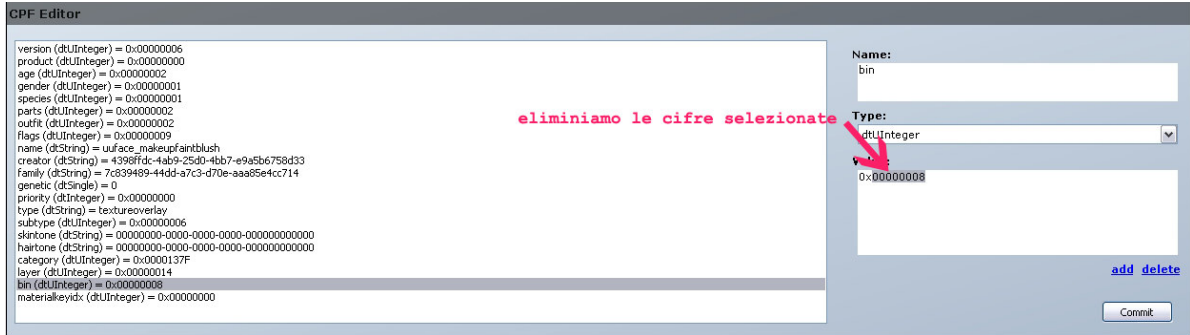 CPF Editor
version (dtUInteger) = 0x00000006
product (dtUInteger) = 0x00000000
age (dtUInteger) = 0x00000002
gender (dtUInteger) = 0x00000001
species (dtUInteger) = 0x00000001
parts (dtUInteger) = 0x00000002
outfit (dtUInteger) = 0x00000002
flags (dtUInteger) = 0x00000009
name (dtString) = uuface_makeupfaintblush
creator (dtString) = 4398ffdc-4ab9-25d0-4bb7-e9a5b6758d33
family (dtString) = 7c839489-44dd-a7c3-d70e-aaa85e4cc714
genetic (dtSingle) = 0
priority (dtInteger) = 0x00000000
type (dtString) = textureoverlay
subtype (dtUInteger) = 0x00000006
skintone (dtString) = 00000000-0000-0000-0000-000000000000
hairtone (dtString) = 00000000-0000-0000-0000-000000000000
category (dtUInteger) = 0x0000137F
layer (dtUInteger) = 0x00000014
bin (dtUInteger) = 0x00000008
materialkeyidx (dtUInteger) = 0x00000000
eliminiamo le cifre selezionate
Name:
bin
Type:
dtUInteger
0x00000008
add delete
Commit